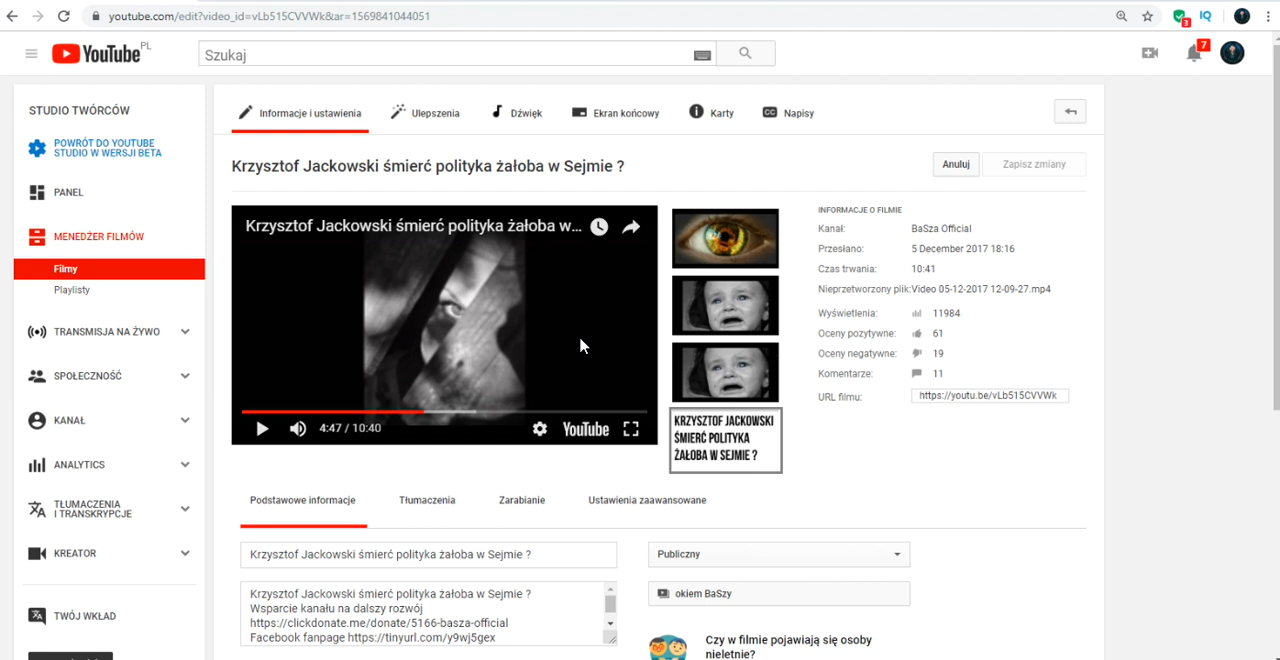 youtube.com/edit?video_id=vLb515CVVWk&ar=1569841044051
3
IQ
YouTube PL
Szukaj
7
STUDIO TWÓRCÓW
POWRÓT DO YOUTUBE
STUDIO W WERSJI BETA
PANEL
MENEDŻER FILMÓW
Filmy
Playlisty
TRANSMISJA NA ŻYWO
SPOŁECZNOŚĆ
KANAŁ
ANALYTICS
TŁUMACZENIA
I TRANSKRYPCJE
KREATOR
TWÓJ WKŁAD
Informacje i ustawienia
Ulepszenia
Dźwięk
Ekran końcowy
Karty
CC Napisy
Krzysztof Jackowski śmierć polityka żałoba w Sejmie ?
Anuluj
Zapisz zmiany
Krzysztof Jackowski śmierć polityka żałoba w...
4:47 / 10:40
YouTube
KRZYSZTOF JACKOWSKI
ŚMIERĆ POLITYKA
ŻAŁOBA W SEJMIE ?
INFORMACJE O FILMIE
Kanał: BaSza Official
Przesłano: 5 December 2017 18:16
Czas trwania: 10:41
Nieprzetworzony plik:Video 05-12-2017 12-09-27.mp4
Wyświetlenia: 11984
Oceny pozytywne: 61
Oceny negatywne: 19
Komentarze: 11
URL filmu: https://youtu.be/vLb515CVVWk
Podstawowe informacje
Tłumaczenia
Zarabianie
Ustawienia zaawansowane
Krzysztof Jackowski śmierć polityka żałoba w Sejmie ?
Publiczny
Krzysztof Jackowski śmierć polityka żałoba w Sejmie ?
Wsparcie kanału na dalszy rozwój
https://clickdonate.me/donate/5166-basza-official
Facebook fanpage https://tinyurl.com/y9wj5gex
okiem BaSzy
Czy w filmie pojawiają się osoby
nieletnie?